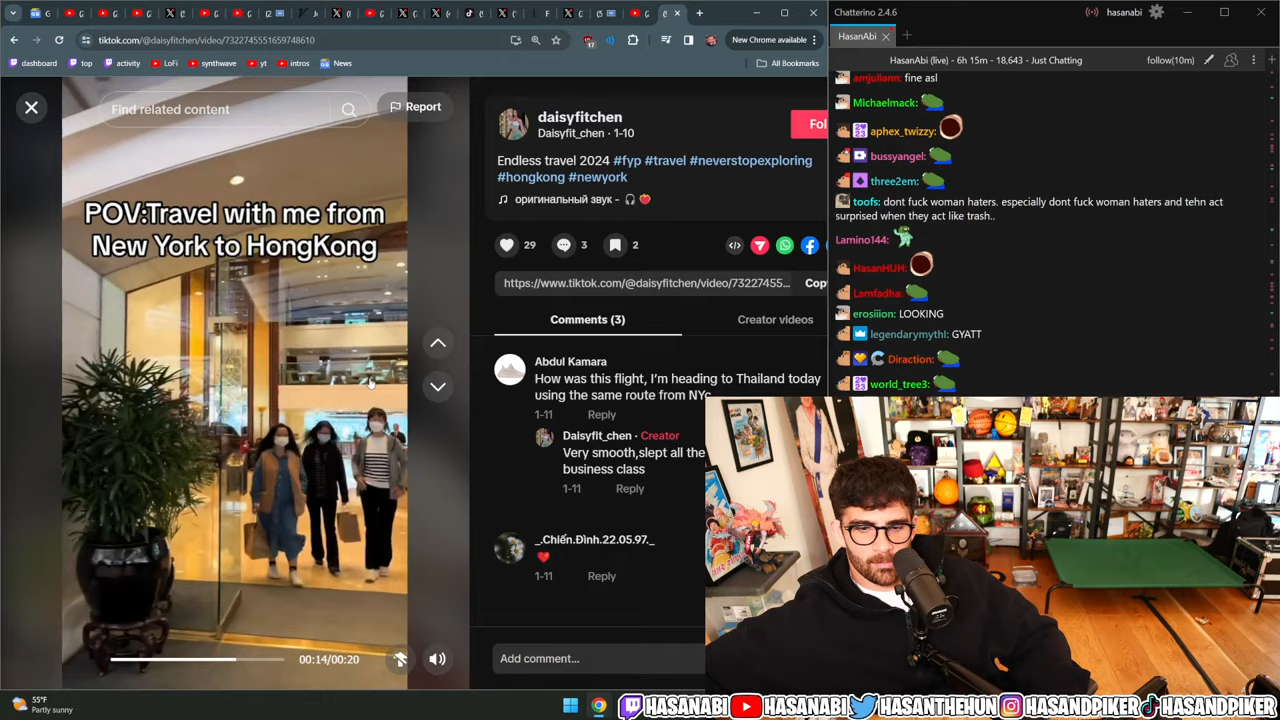 tiktok.com/@daisyfitchen/video/7322745551659748610
New Chrome available
dashboard
top
activity
LoFi
synthwave
yt
intros
News
All Bookmarks
Find related content
Report
POV:Travel with me from
New York to HongKong
00:14/00:20
daisyfitchen
Daisyfit_chen · 1-10
Fol
Endless travel 2024 #fyp #travel #neverstopexploring
#hongkong #newyork
оригинальный звук -
29
3
2
https://www.tiktok.com/@daisyfitchen/video/73227455...
Cop
Comments (3)
Creator videos
Abdul Kamara
How was this flight, I'm heading to Thailand today
using the same route from NYc
1-11 Reply
Daisyfit_chen · Creator
Very smooth,slept all the
business class
1-11 Reply
_.Chiến.Đình.22.05.97._
1-11 Reply
Add comment...
Chatterino 2.4.6
hasanabi
HasanAbi
HasanAbi (live) - 6h 15m - 18,643 - Just Chatting
follow(10m)
amjuliann: fine asl
Michaelmack:
aphex_twizzy:
bussyangel:
three2em:
toofs: dont fuck woman haters. especially dont fuck woman haters and tehn act
surprised when they act like trash..
Lamino144:
HasanHUH:
Lamfadha:
erosiiion: LOOKING
legendarymythl: GYATT
Diraction:
world_tree3:
55°F
Partly sunny
HASANABI
HASANABI
HASANTHEHUN
HASANDPIKER
HASANDPIKER